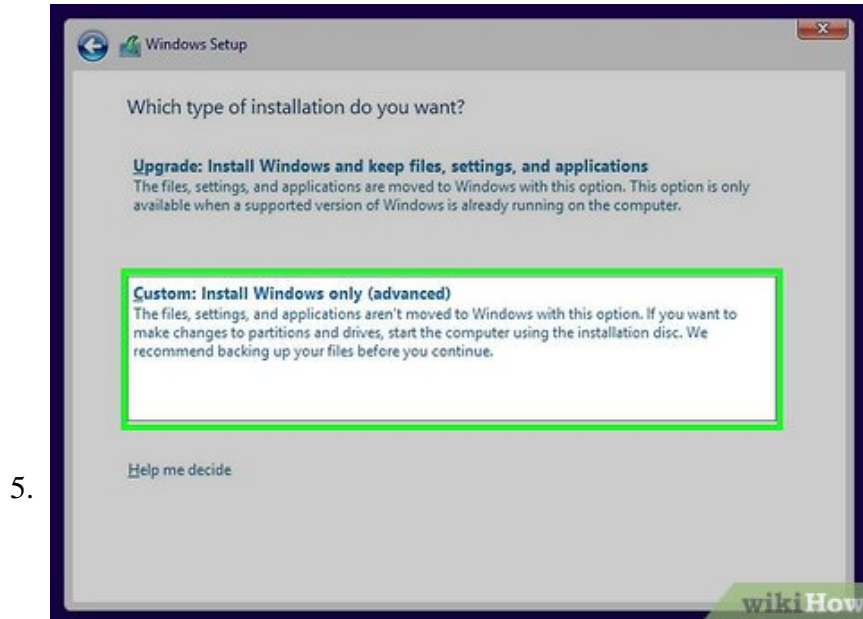 Windows Setup
X
Which type of installation do you want?
Upgrade: Install Windows and keep files, settings, and applications
The files, settings, and applications are moved to Windows with this option. This option is only
available when a supported version of Windows is already running on the computer.
Custom: Install Windows only (advanced)
The files, settings, and applications aren't moved to Windows with this option. If you want to
make changes to partitions and drives, start the computer using the installation disc. We
recommend backing up your files before you continue.
Help me decide
5.
wikiHow